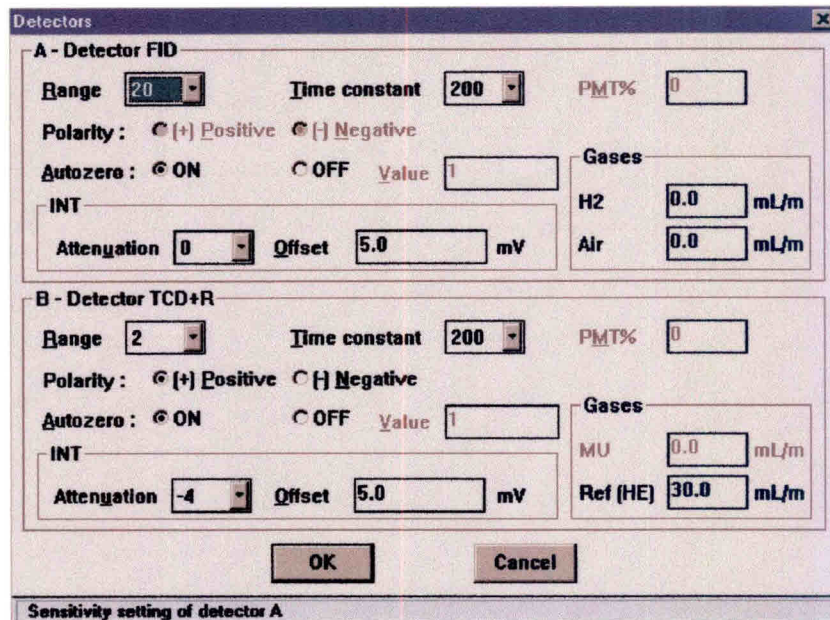 Detectors
A - Detector FID
Range 20 Time constant 200 PMT% 0
Polarity : (+) Positive (-) Negative
Autozero : ON OFF Value 1
Gases
INT
H2 0.0 mL/m
Attenuation 0 Offset 5.0 mV
Air 0.0 mL/m
B - Detector TCD+R
Range 2 Time constant 200 PMT% 0
Polarity : (+) Positive (-) Negative
Autozero : ON OFF Value 1
Gases
INT
MU 0.0 mL/m
Attenuation -4 Offset 5.0 mV
Ref (HE) 30.0 mL/m
OK Cancel
Sensitivity setting of detector A